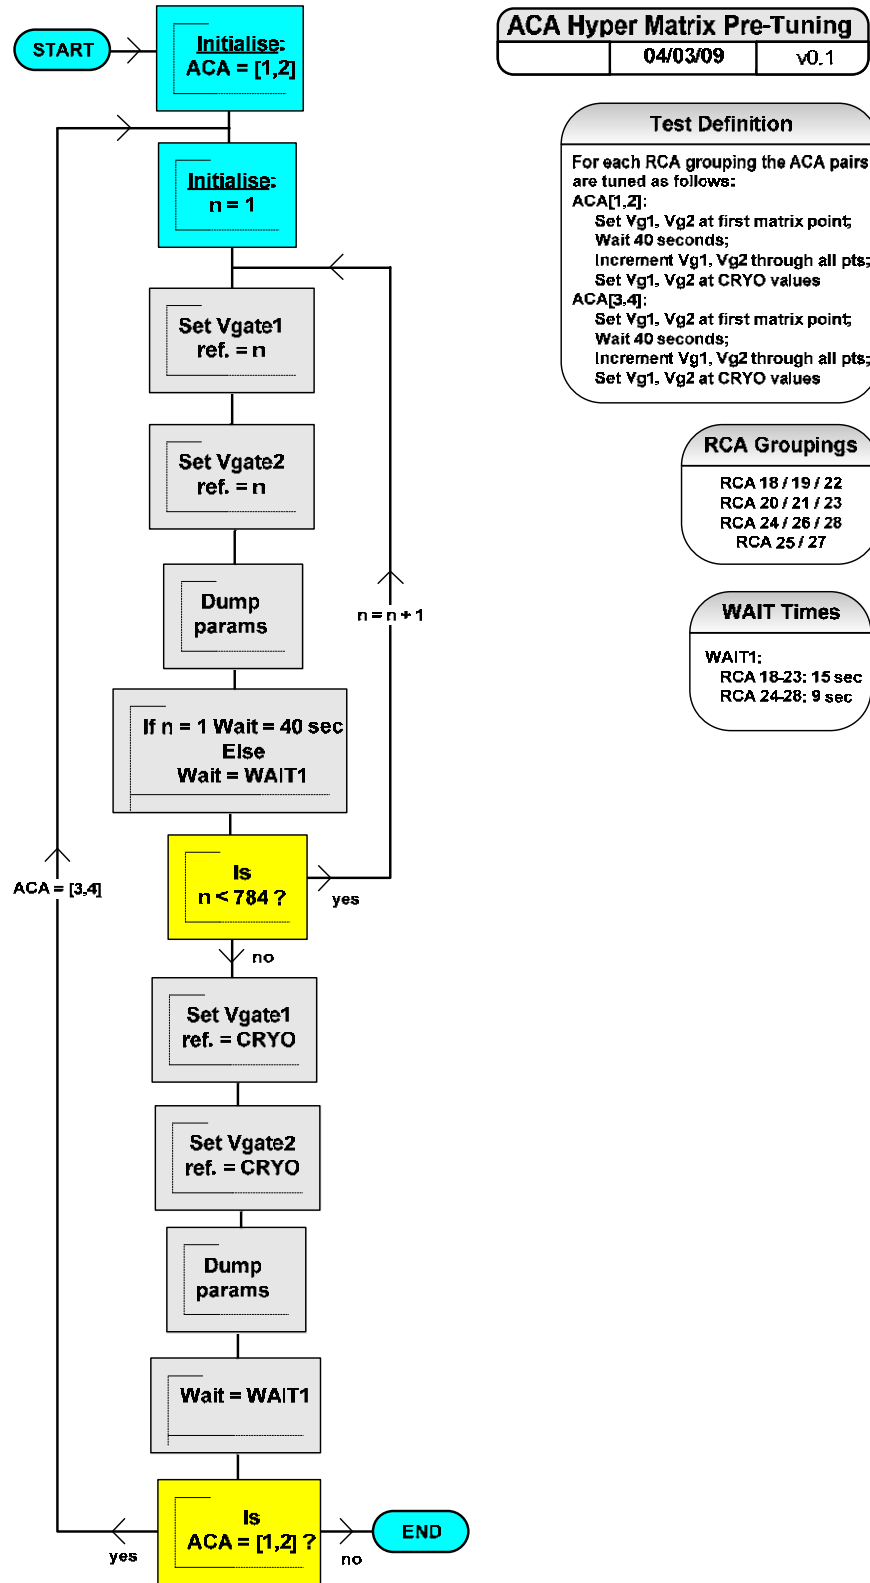 START
Initialise:
ACA = [1,2]
Initialise:
n = 1
Set Vgate1
ref. = n
Set Vgate2
ref. = n
Dump
params
n = n + 1
If n = 1 Wait = 40 sec
Else
Wait = WAIT1
Is
n < 784 ?
yes
no
ACA = [3,4]
Set Vgate1
ref. = CRYO
Set Vgate2
ref. = CRYO
Dump
params
Wait = WAIT1
Is
ACA = [1,2] ?
yes
no
END
ACA Hyper Matrix Pre-Tuning
04/03/09 v0.1
Test Definition
For each RCA grouping the ACA pairs
are tuned as follows:
ACA[1,2]:
Set Vg1, Vg2 at first matrix point;
Wait 40 seconds;
Increment Vg1, Vg2 through all pts;
Set Vg1, Vg2 at CRYO values
ACA[3,4]:
Set Vg1, Vg2 at first matrix point;
Wait 40 seconds;
Increment Vg1, Vg2 through all pts;
Set Vg1, Vg2 at CRYO values
RCA Groupings
RCA 18 / 19 / 22
RCA 20 / 21 / 23
RCA 24 / 26 / 28
RCA 25 / 27
WAIT Times
WAIT1:
RCA 18-23: 15 sec
RCA 24-28: 9 sec